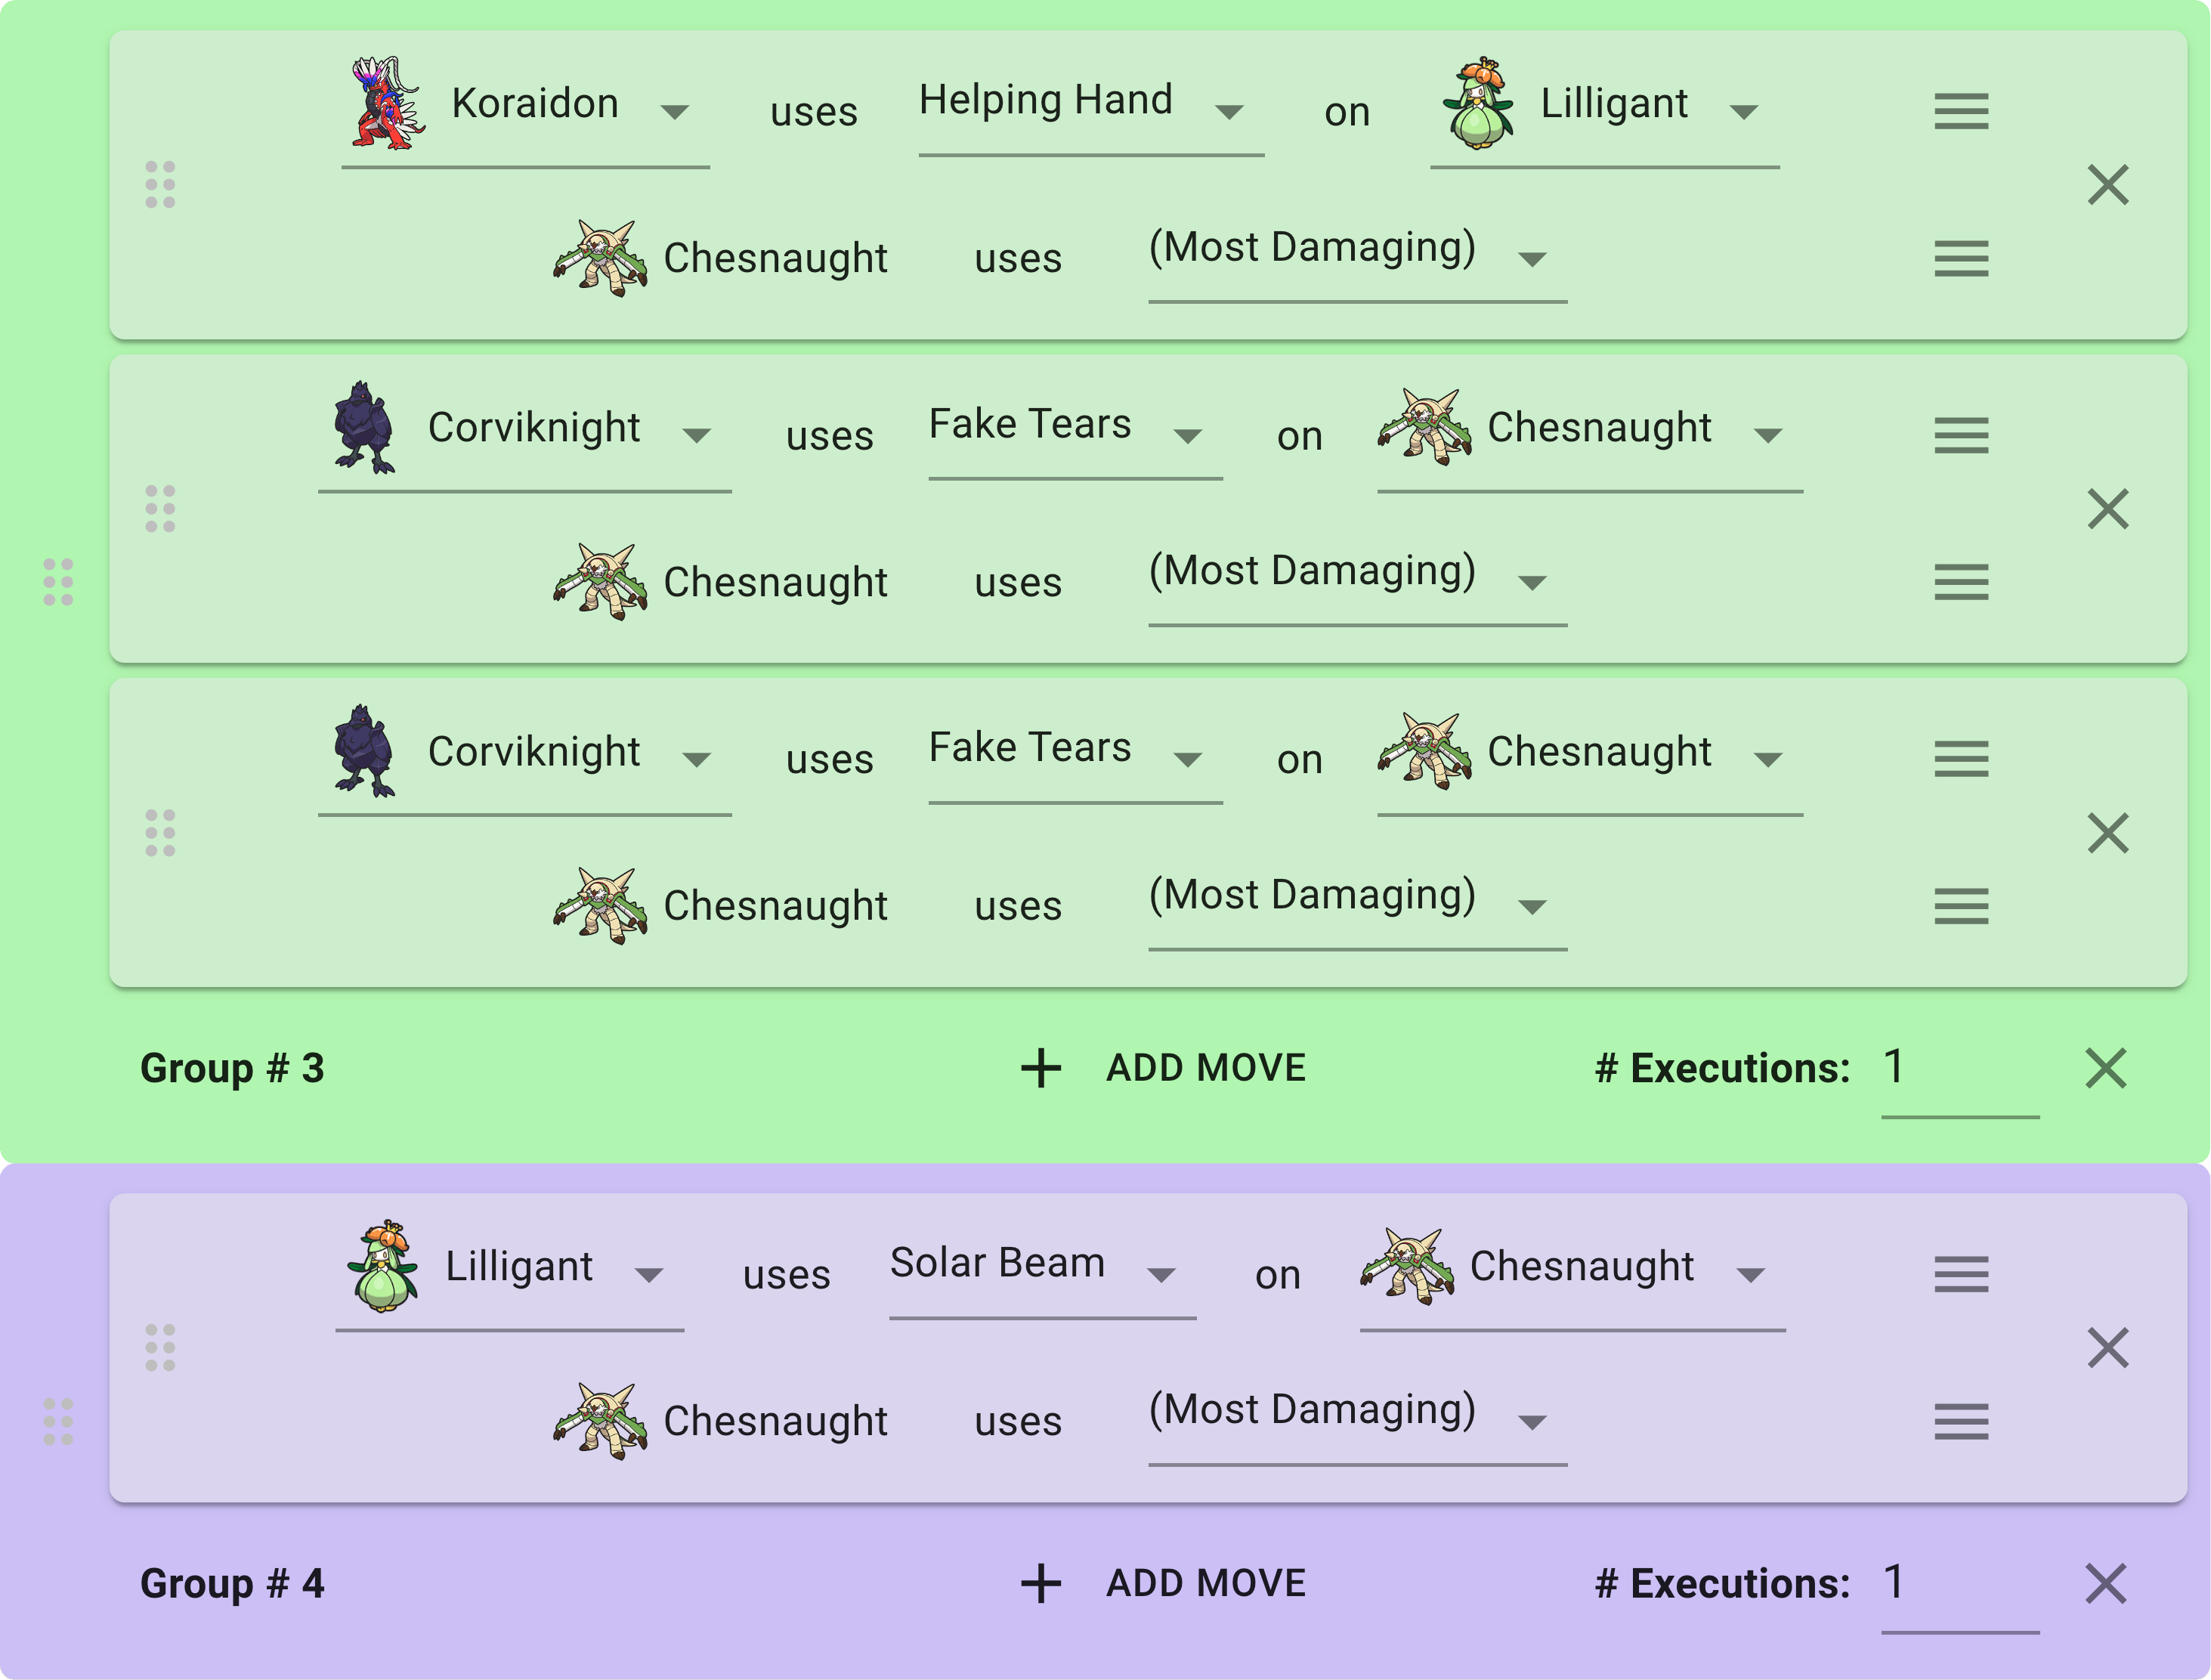 Koraidon uses Helping Hand on Lilligant
Chesnaught uses (Most Damaging)
Corviknight uses Fake Tears on Chesnaught
Chesnaught uses (Most Damaging)
Corviknight uses Fake Tears on Chesnaught
Chesnaught uses (Most Damaging)
Group # 3 + ADD MOVE # Executions: 1
Lilligant uses Solar Beam on Chesnaught
Chesnaught uses (Most Damaging)
Group # 4 + ADD MOVE # Executions: 1